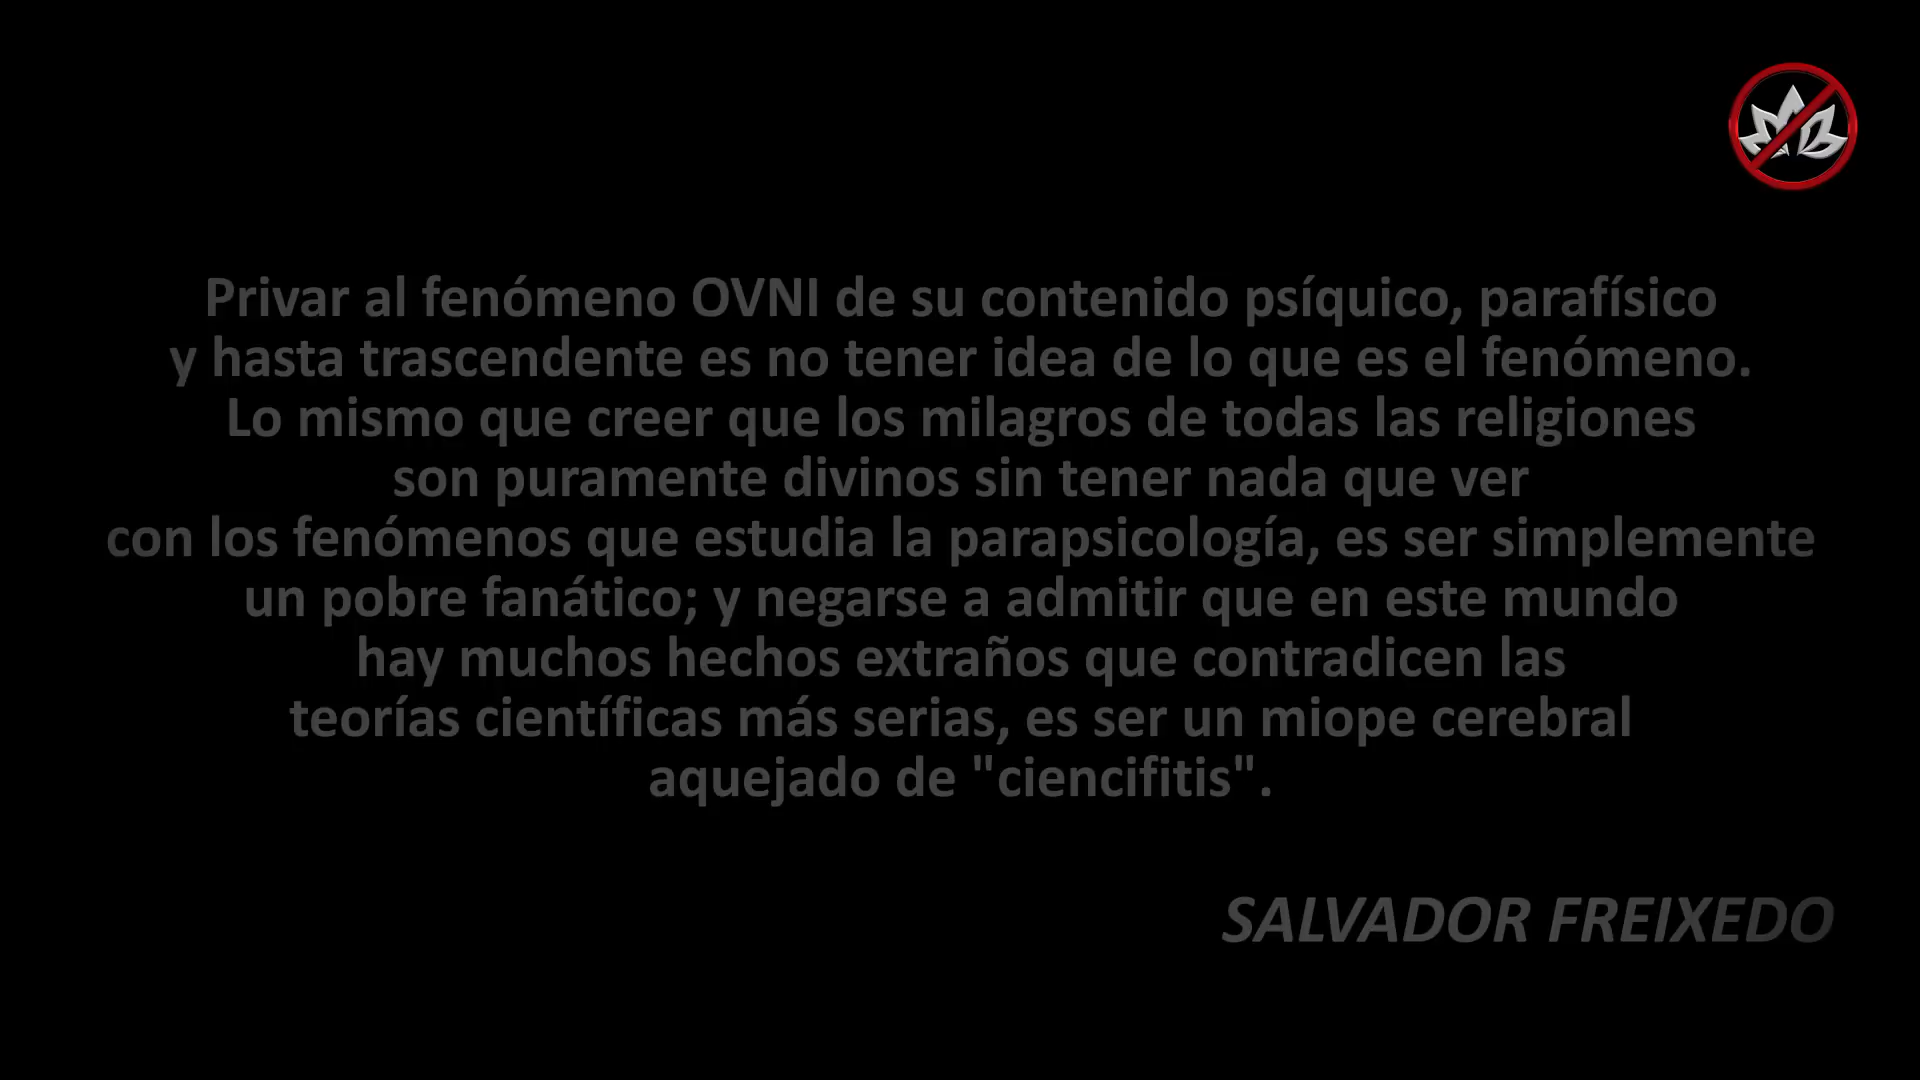 Privar al fenómeno OVNI de su contenido psíquico, parafísico
y hasta trascendente es no tener idea de lo que es el fenómeno.
Lo mismo que creer que los milagros de todas las religiones
son puramente divinos sin tener nada que ver
con los fenómenos que estudia la parapsicología, es ser simplemente
un pobre fanático; y negarse a admitir que en este mundo
hay muchos hechos extraños que contradicen las
teorías científicas más serias, es ser un miope cerebral
aquejado de "ciencifitis".
SALVADOR FREIXEDO